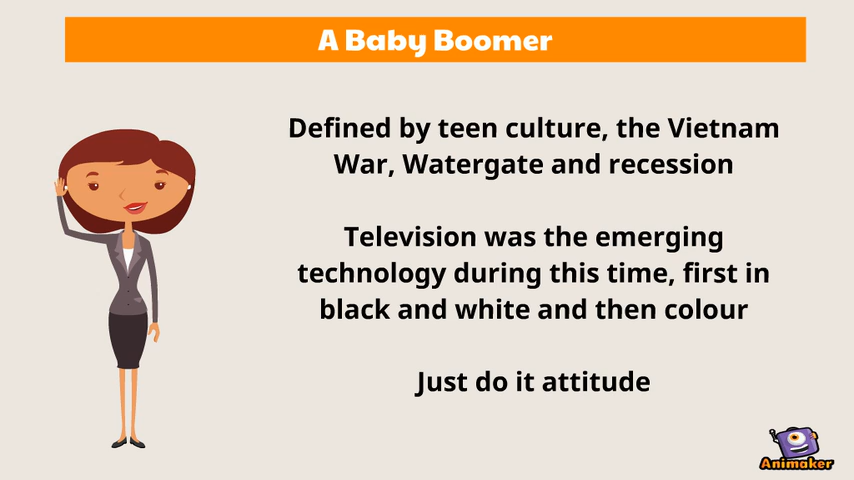 A Baby Boomer
Defined by teen culture, the Vietnam
War, Watergate and recession
Television was the emerging
technology during this time, first in
black and white and then colour
Just do it attitude
Animaker